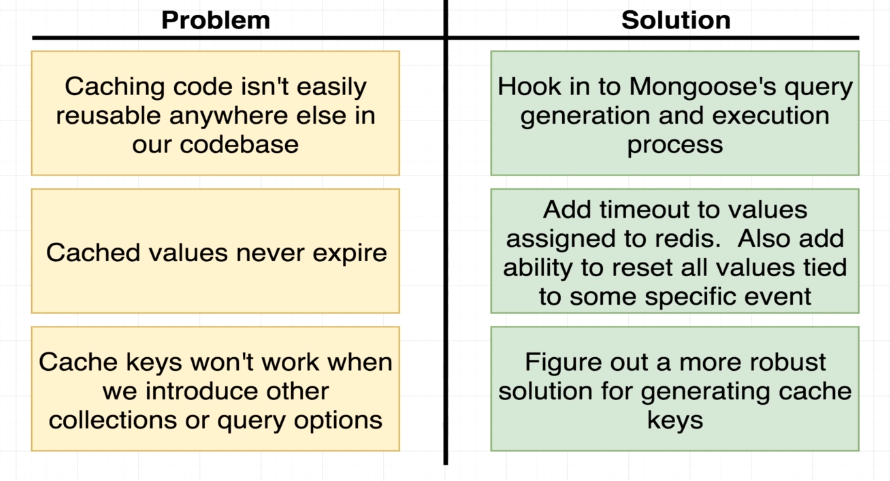 Problem
Solution
Caching code isn't easily
reusable anywhere else in
our codebase
Hook in to Mongoose's query
generation and execution
process
Cached values never expire
Add timeout to values
assigned to redis.  Also add
ability to reset all values tied
to some specific event
Cache keys won't work when
we introduce other
collections or query options
Figure out a more robust
solution for generating cache
keys